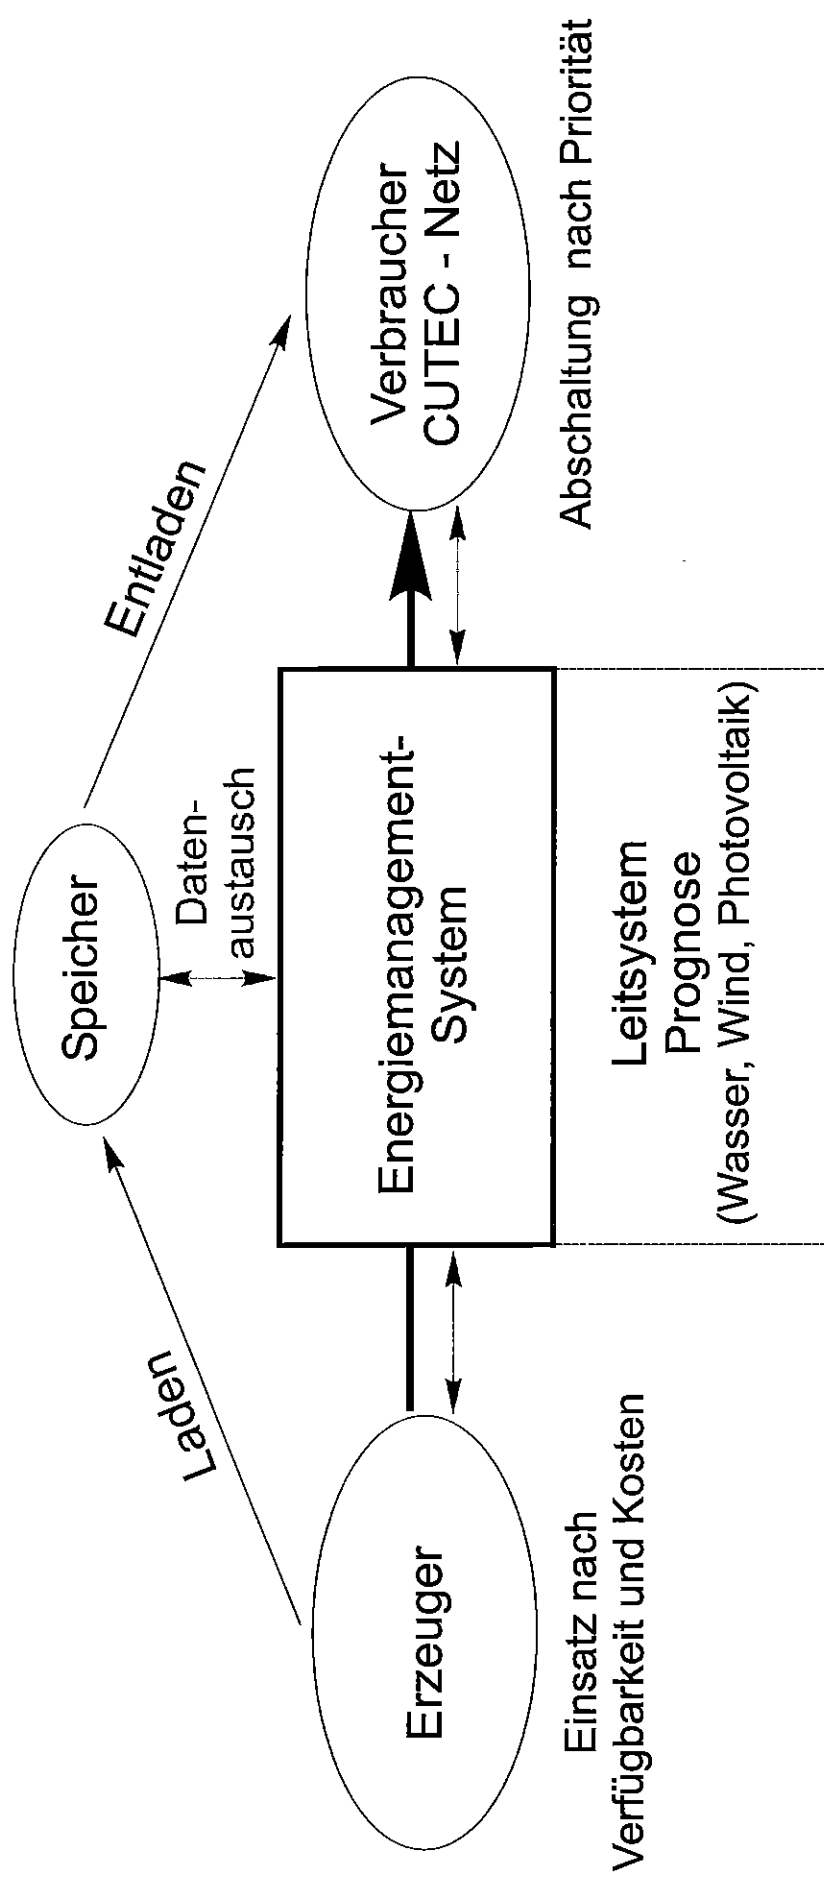 Speicher
Laden
Entladen
Daten-
austausch
Erzeuger
Energiemanagement-
System
Verbraucher
CUTEC - Netz
Einsatz nach
Verfügbarkeit und Kosten
Leitsystem
Prognose
(Wasser, Wind, Photovoltaik)
Abschaltung nach Priorität